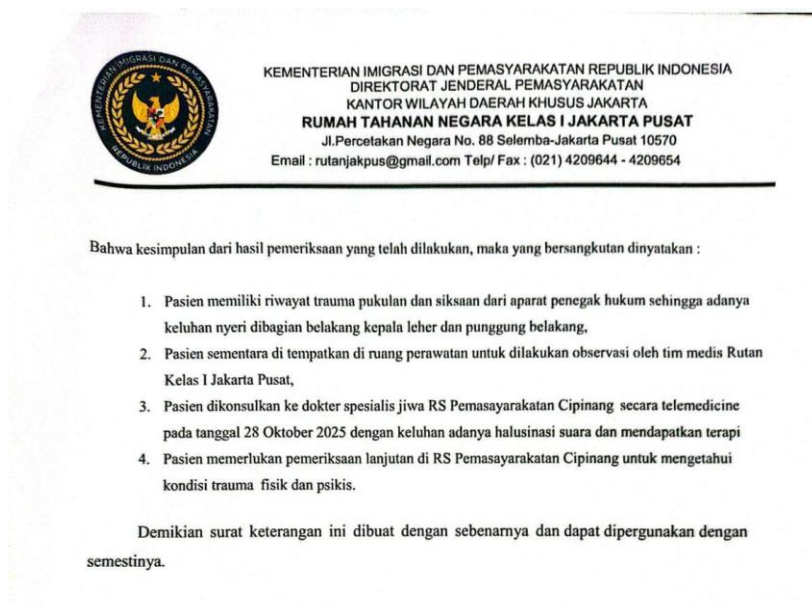 KEMENTERIAN IMIGRASI DAN PEMASYARAKATAN
REPUBLIK INDONESIA
KEMENTERIAN IMIGRASI DAN PEMASYARAKATAN REPUBLIK INDONESIA
DIREKTORAT JENDERAL PEMASYARAKATAN
KANTOR WILAYAH DAERAH KHUSUS JAKARTA
RUMAH TAHANAN NEGARA KELAS I JAKARTA PUSAT
Jl.Percetakan Negara No. 88 Selemba-Jakarta Pusat 10570
Email : rutanjakpus@gmail.com Telp/ Fax : (021) 4209644 - 4209654
Bahwa kesimpulan dari hasil pemeriksaan yang telah dilakukan, maka yang bersangkutan dinyatakan :
1. Pasien memiliki riwayat trauma pukulan dan siksaan dari aparat penegak hukum sehingga adanya
keluhan nyeri dibagian belakang kepala leher dan punggung belakang,
2. Pasien sementara di tempatkan di ruang perawatan untuk dilakukan observasi oleh tim medis Rutan
Kelas I Jakarta Pusat,
3. Pasien dikonsulkan ke dokter spesialis jiwa RS Pemasayarakatan Cipinang secara telemedicine
pada tanggal 28 Oktober 2025 dengan keluhan adanya halusinasi suara dan mendapatkan terapi
4. Pasien memerlukan pemeriksaan lanjutan di RS Pemasayarakatan Cipinang untuk mengetahui
kondisi trauma fisik dan psikis.
Demikian surat keterangan ini dibuat dengan sebenarnya dan dapat dipergunakan dengan
semestinya.